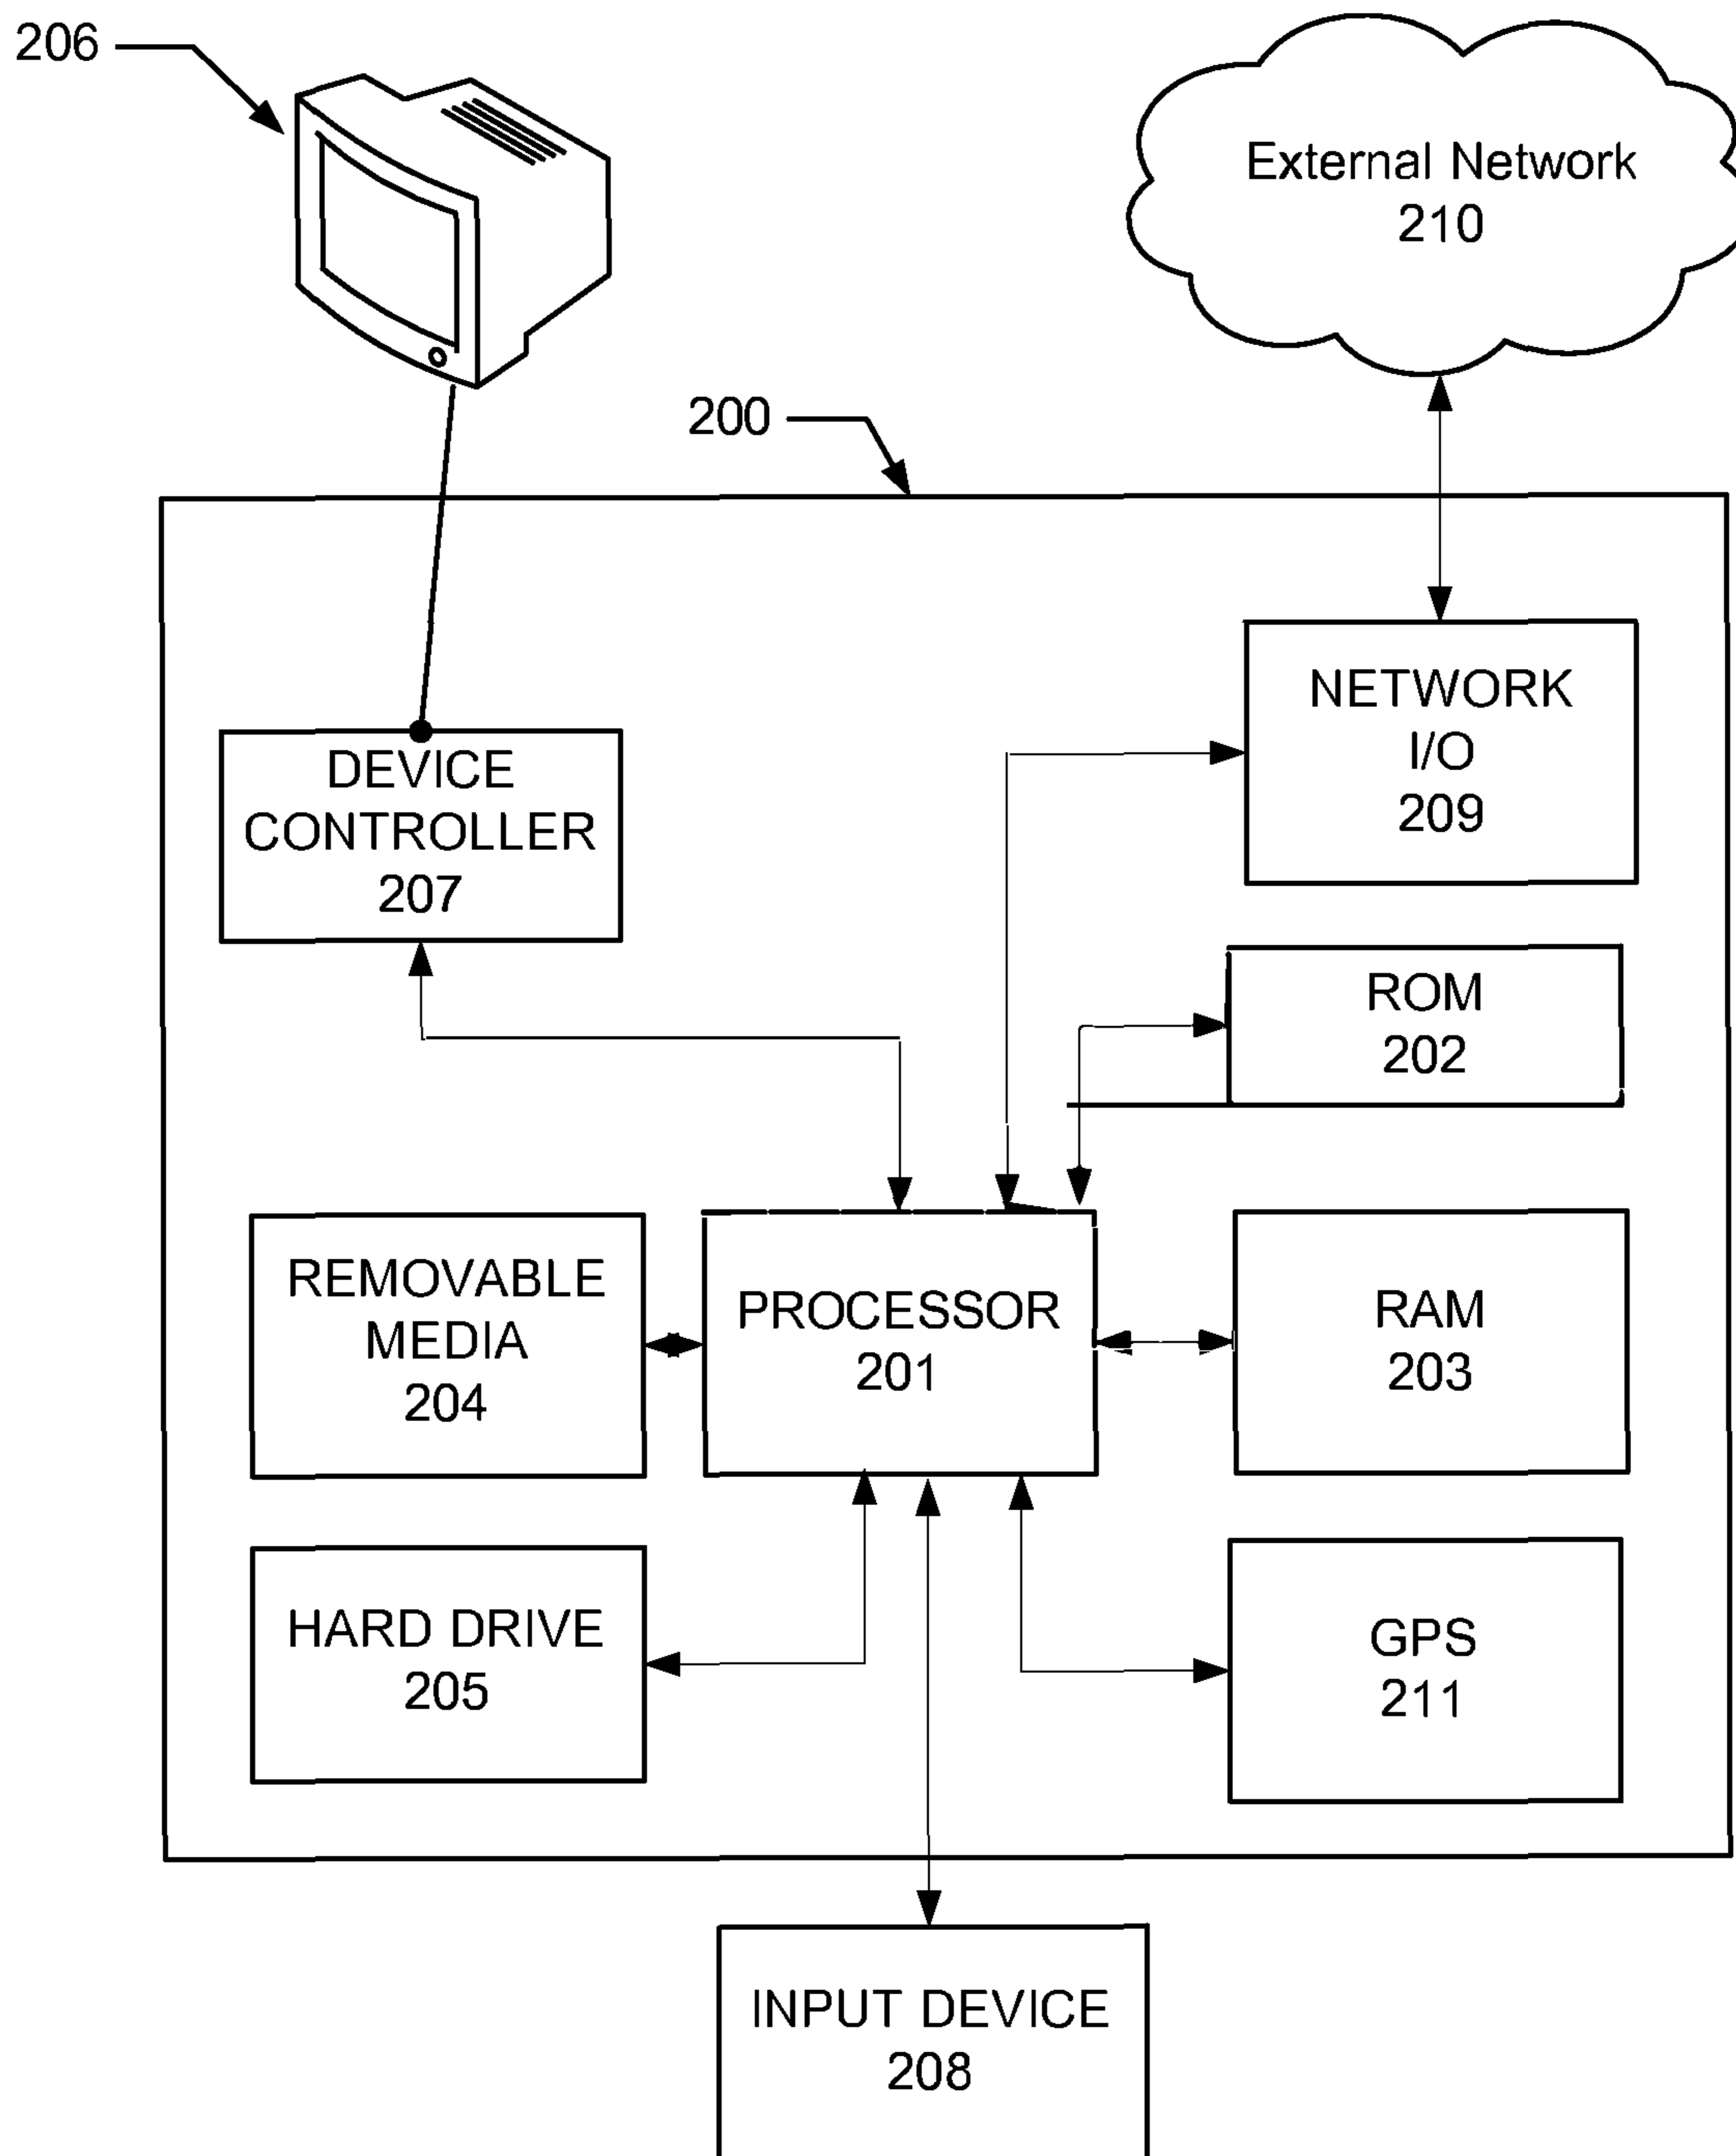 206
External Network
210
200
DEVICE
CONTROLLER
207
NETWORK
I/O
209
ROM
202
REMOVABLE
MEDIA
204
PROCESSOR
201
RAM
203
HARD DRIVE
205
GPS
211
INPUT DEVICE
208